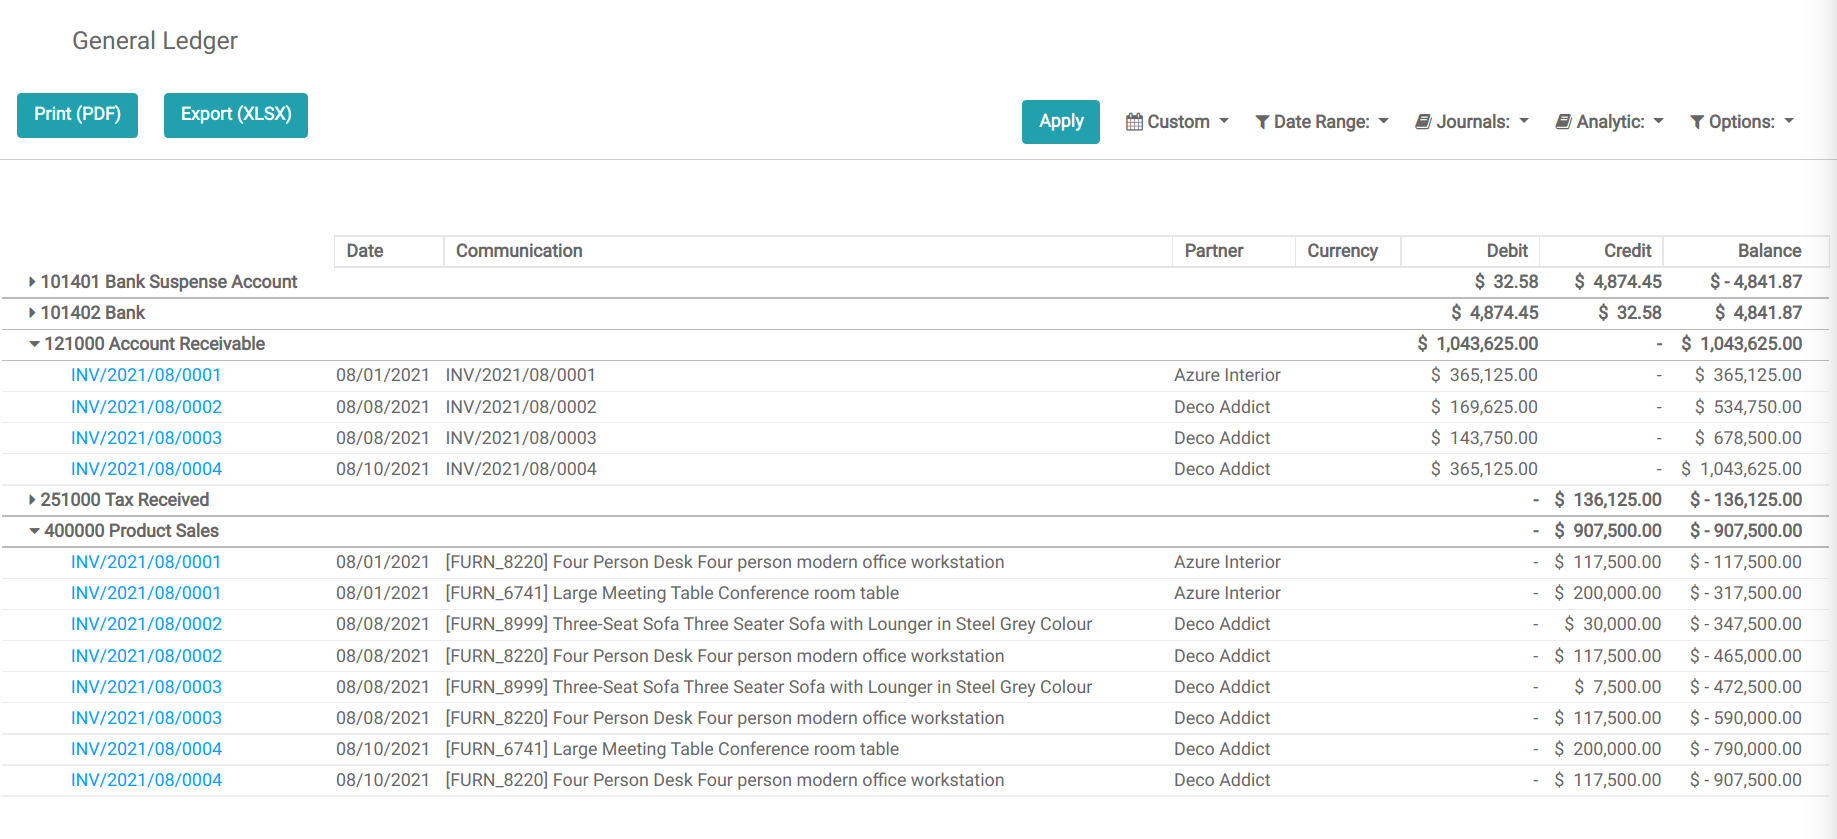 General Ledger
Print (PDF) Export (XLSX) Apply Custom Date Range: Journals: Analytic: Options:
Date Communication Partner Currency Debit Credit Balance
101401 Bank Suspense Account $ 32.58 $ 4,874.45 $ - 4,841.87
101402 Bank $ 4,874.45 $ 32.58 $ 4,841.87
121000 Account Receivable $ 1,043,625.00 - $ 1,043,625.00
INV/2021/08/0001 08/01/2021 INV/2021/08/0001 Azure Interior $ 365,125.00 - $ 365,125.00
INV/2021/08/0002 08/08/2021 INV/2021/08/0002 Deco Addict $ 169,625.00 - $ 534,750.00
INV/2021/08/0003 08/08/2021 INV/2021/08/0003 Deco Addict $ 143,750.00 - $ 678,500.00
INV/2021/08/0004 08/10/2021 INV/2021/08/0004 Deco Addict $ 365,125.00 - $ 1,043,625.00
251000 Tax Received - $ 136,125.00 $ - 136,125.00
400000 Product Sales - $ 907,500.00 $ - 907,500.00
INV/2021/08/0001 08/01/2021 [FURN_8220] Four Person Desk Four person modern office workstation Azure Interior - $ 117,500.00 $ - 117,500.00
INV/2021/08/0001 08/01/2021 [FURN_6741] Large Meeting Table Conference room table Azure Interior - $ 200,000.00 $ - 317,500.00
INV/2021/08/0002 08/08/2021 [FURN_8999] Three-Seat Sofa Three Seater Sofa with Lounger in Steel Grey Colour Deco Addict - $ 30,000.00 $ - 347,500.00
INV/2021/08/0002 08/08/2021 [FURN_8220] Four Person Desk Four person modern office workstation Deco Addict - $ 117,500.00 $ - 465,000.00
INV/2021/08/0003 08/08/2021 [FURN_8999] Three-Seat Sofa Three Seater Sofa with Lounger in Steel Grey Colour Deco Addict - $ 7,500.00 $ - 472,500.00
INV/2021/08/0003 08/08/2021 [FURN_8220] Four Person Desk Four person modern office workstation Deco Addict - $ 117,500.00 $ - 590,000.00
INV/2021/08/0004 08/10/2021 [FURN_6741] Large Meeting Table Conference room table Deco Addict - $ 200,000.00 $ - 790,000.00
INV/2021/08/0004 08/10/2021 [FURN_8220] Four Person Desk Four person modern office workstation Deco Addict - $ 117,500.00 $ - 907,500.00